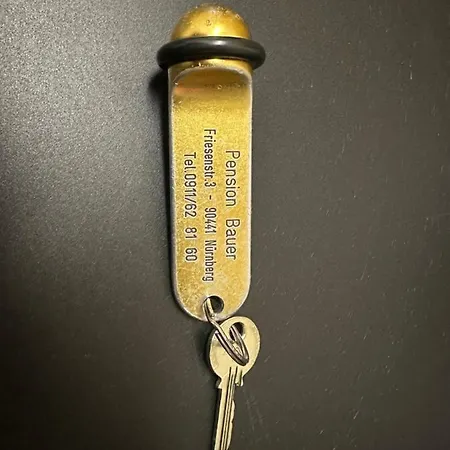 Pension Bauer
Friesenstr.3 - 90441 Nürnberg
Tel.0911/62 81 60